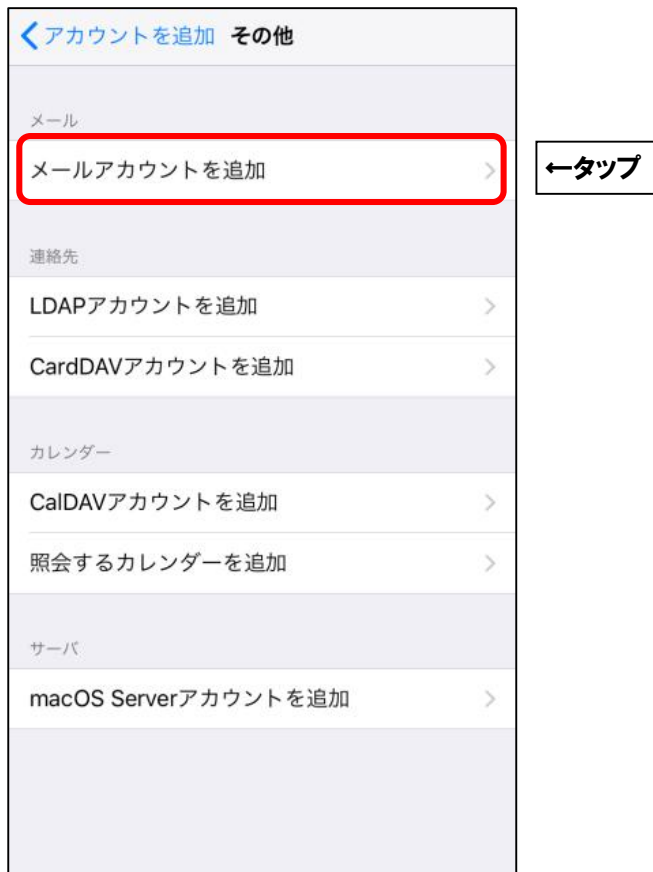 アカウントを追加 その他
メール
メールアカウントを追加
←タップ
連絡先
LDAPアカウントを追加
CardDAVアカウントを追加
カレンダー
CalDAVアカウントを追加
照会するカレンダーを追加
サーバ
macOS Serverアカウントを追加